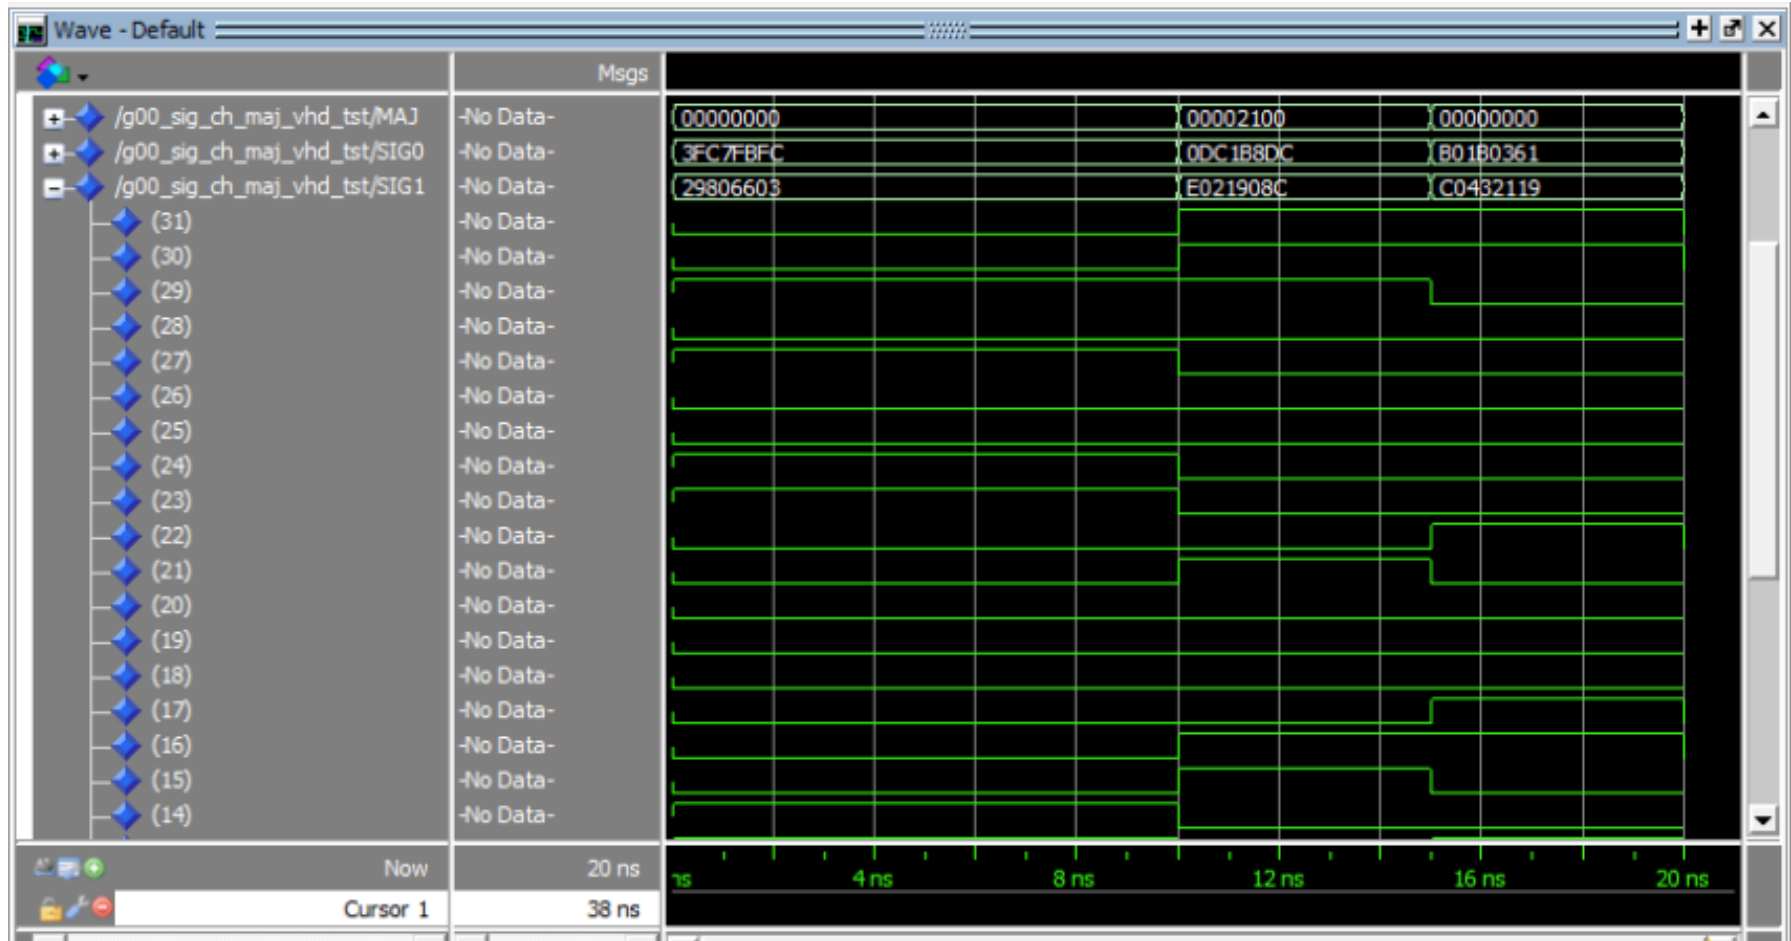 Wave - Default
Msgs
/g00_sig_ch_maj_vhd_tst/MAJ -No Data- 00000000 00002100 00000000
/g00_sig_ch_maj_vhd_tst/SIG0 -No Data- 3FC7FBFC 0DC1B8DC B01B0361
/g00_sig_ch_maj_vhd_tst/SIG1 -No Data- 29806603 E021908C C0432119
(31) -No Data-
(30) -No Data-
(29) -No Data-
(28) -No Data-
(27) -No Data-
(26) -No Data-
(25) -No Data-
(24) -No Data-
(23) -No Data-
(22) -No Data-
(21) -No Data-
(20) -No Data-
(19) -No Data-
(18) -No Data-
(17) -No Data-
(16) -No Data-
(15) -No Data-
(14) -No Data-
Now 20 ns ns 4 ns 8 ns 12 ns 16 ns 20 ns
Cursor 1 38 ns